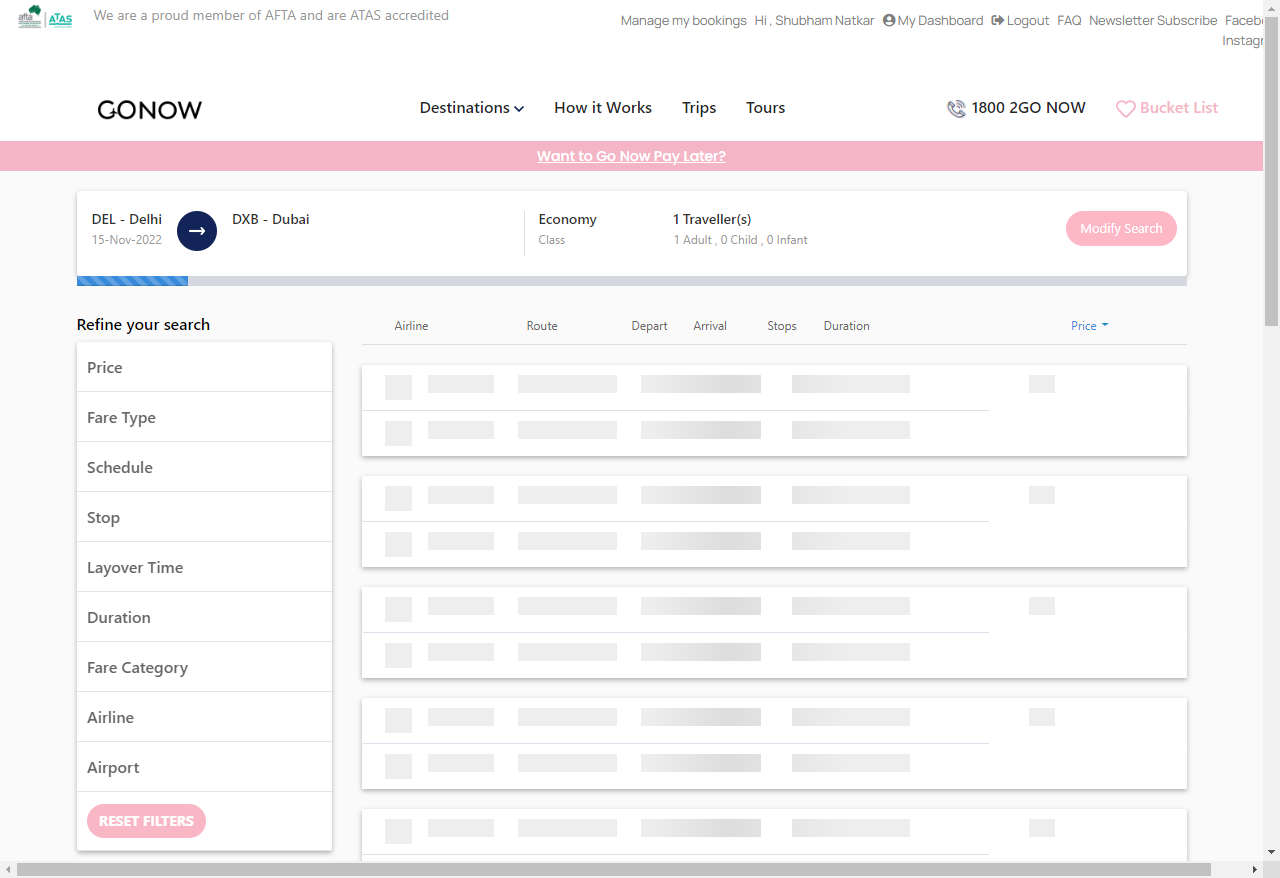 afta ATAS We are a proud member of AFTA and are ATAS accredited
Manage my bookings Hi , Shubham Natkar My Dashboard Logout FAQ Newsletter Subscribe Facebo
Instagr
GONOW Destinations How it Works Trips Tours 1800 2GO NOW Bucket List
Want to Go Now Pay Later?
DEL - Delhi DXB - Dubai Economy 1 Traveller(s)
15-Nov-2022 Class 1 Adult , 0 Child , 0 Infant
Modify Search
Refine your search
Airline Route Depart Arrival Stops Duration Price
Price
Fare Type
Schedule
Stop
Layover Time
Duration
Fare Category
Airline
Airport
RESET FILTERS